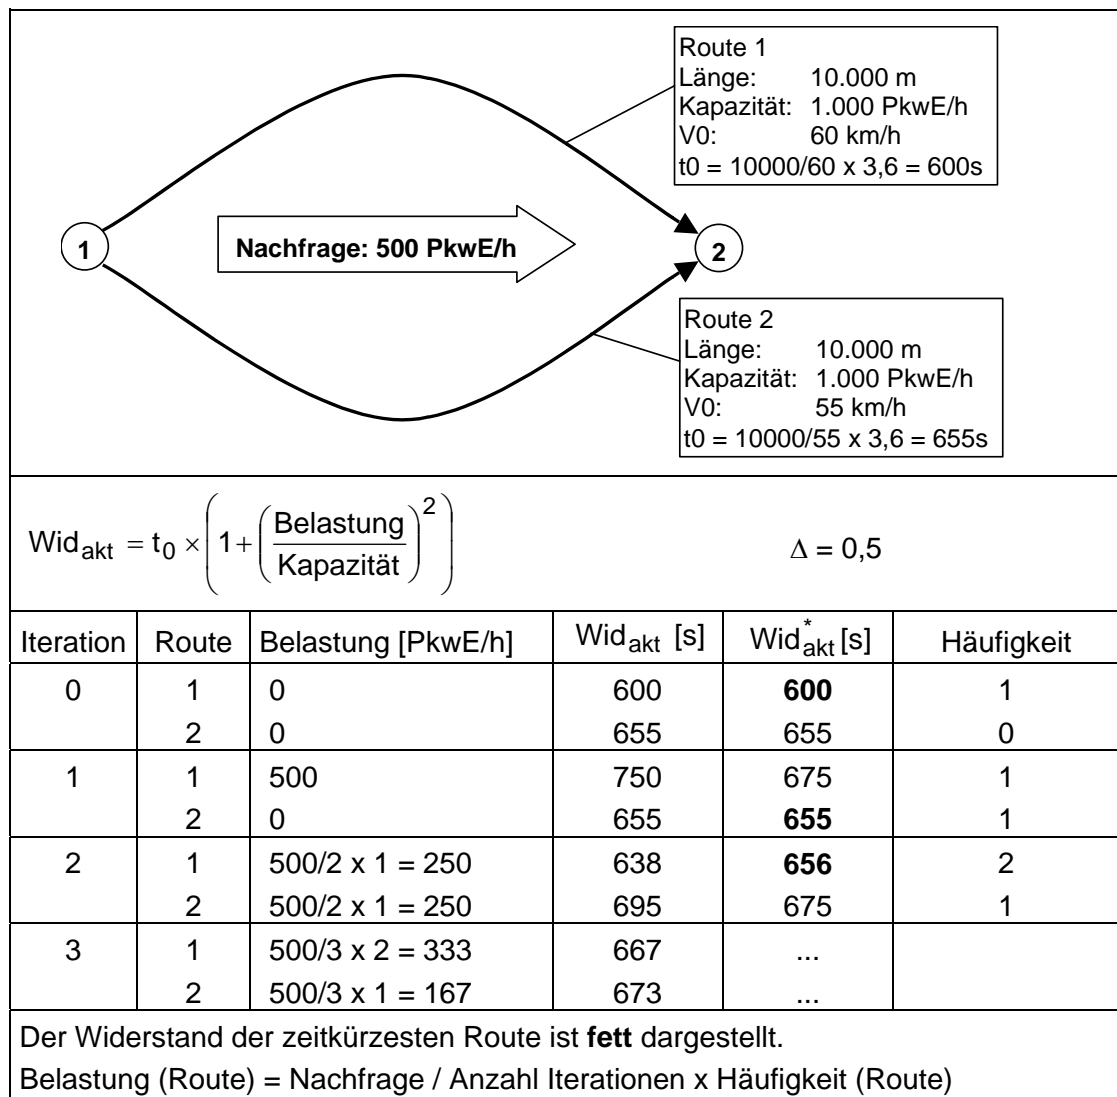 Route 1
Länge: 10.000 m
Kapazität: 1.000 PkwE/h
V0: 60 km/h
t0 = 10000/60 x 3,6 = 600s
1
Nachfrage: 500 PkwE/h
2
Route 2
Länge: 10.000 m
Kapazität: 1.000 PkwE/h
V0: 55 km/h
t0 = 10000/55 x 3,6 = 655s
Wid_akt = t_0 × (1 + (Belastung / Kapazität)^2)
Δ = 0,5
Iteration Route Belastung [PkwE/h] Wid_akt [s] Wid*_akt [s] Häufigkeit
0 1 0 600 600 1
2 0 655 655 0
1 1 500 750 675 1
2 0 655 655 1
2 1 500/2 x 1 = 250 638 656 2
2 500/2 x 1 = 250 695 675 1
3 1 500/3 x 2 = 333 667 ...
2 500/3 x 1 = 167 673 ...
Der Widerstand der zeitkürzesten Route ist fett dargestellt.
Belastung (Route) = Nachfrage / Anzahl Iterationen x Häufigkeit (Route)